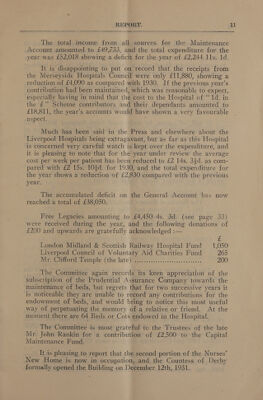 REPORT. 11
The total income from all sources for the Maintenance
Account amounted to £49,773, and the total expenditure for the
year was £52,018 showing a deficit for the year of £2,244 11s. 1d.
It is disappointing to put on record that the receipts from
the Merseyside Hospitals Council were only £11,880, showing a
reduction of £4,090 as compared with 1930. If the previous year's
contribution had been maintained, which was reasonable to expect,
especially having in mind that the cost to the Hospital of "1d. in
the £" Scheme contributors and their dependants amounted to
£18,811, the year's accounts would have shown a very favourable
aspect.
Much has been said in the Press and elsewhere about the
Liverpool Hospitals being extravagant, but as far as this Hospital
is concerned very careful watch is kept over the expenditure, and
it is pleasing to note that for the year under review the average
cost per week per patient has been reduced to £2 14s. 3½d. as com-
pared with £2 15s. 10½d. for 1930, and the total expenditure for
the year shows a reduction of £2,800 compared with the previous
year.
The accumulated deficit on the General Account has now
reached a total of £38,050.
Free Legacies amounting to £4,450 4s. 3d. (see page 33)
were received during the year, and the following donations of
£200 and upwards are gratefully acknowledged :—
£
London Midland & Scottish Railway Hospital Fund 1,050
Liverpool Council of Voluntary Aid Charities Fund 265
Mr. Clifford Temple (the late) ............... 200
The Committee again records its keen appreciation of the
subscription of the Prudential Assurance Company towards the
maintenance of beds, but regrets that for two successive years it
is noticeable they are unable to record any contributions for the
endowment of beds, and would bring to notice this most useful
way of perpetuating the memory of a relative or friend. At the
moment there are 64 Beds or Cots endowed in the Hospital.
The Committee is most grateful to the Trustees of the late
Mr. John Rankin for a contribution of £2,500 to the Capital
Maintenance Fund.
It is pleasing to report that the second portion of the Nurses'
New Home is now in occupation, and the Countess of Derby
formally opened the Building on December 12th, 1931.